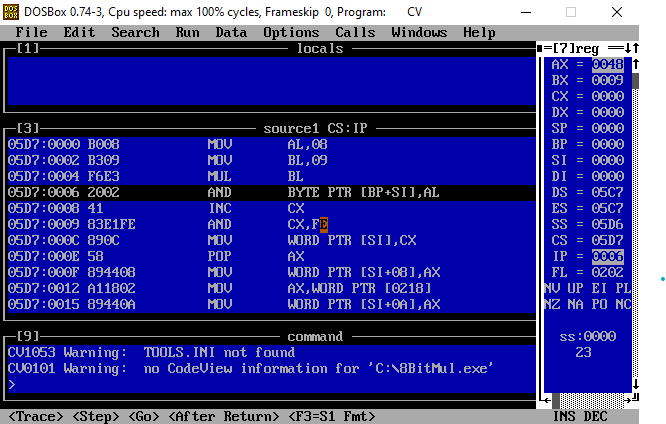 DOSBox 0.74-3, Cpu speed: max 100% cycles, Frameskip 0, Program: CV
File Edit Search Run Data Options Calls Windows Help
[1] locals
[3] source1 CS:IP
05D7:0000 B008 MOV AL,08
05D7:0002 B309 MOV BL,09
05D7:0004 F6E3 MUL BL
05D7:0006 2002 AND BYTE PTR [BP+SI],AL
05D7:0008 41 INC CX
05D7:0009 83E1FE AND CX,FE
05D7:000C 890C MOV WORD PTR [SI],CX
05D7:000E 58 POP AX
05D7:000F 894408 MOV WORD PTR [SI+08],AX
05D7:0012 A11802 MOV AX,WORD PTR [0218]
05D7:0015 89440A MOV WORD PTR [SI+0A],AX
[9] command
CV1053 Warning: TOOLS.INI not found
CV0101 Warning: no CodeView information for 'C:\8BitMul.exe'
>
[7]reg
AX = 0048
BX = 0009
CX = 0000
DX = 0000
SP = 0000
BP = 0000
SI = 0000
DI = 0000
DS = 05C7
ES = 05C7
SS = 05D6
CS = 05D7
IP = 0006
FL = 0202
NV UP EI PL
NZ NA PO NC
ss:0000
23
<Trace> <Step> <Go> <After Return> <F3=S1 Fmt> INS DEC